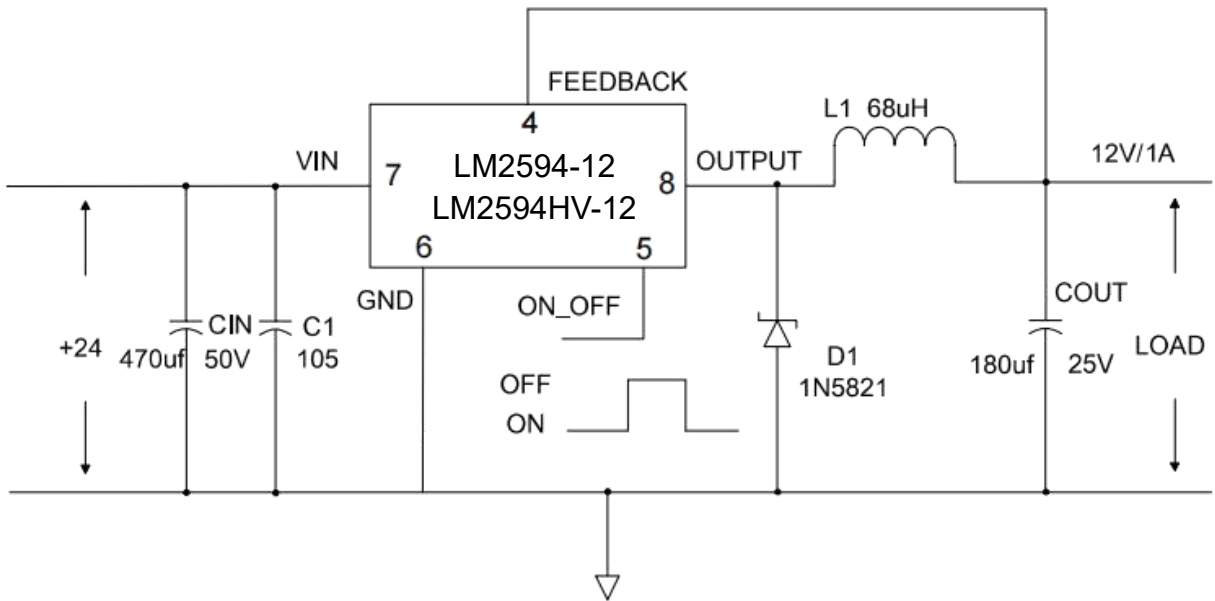 FEEDBACK
4
L1 68uH
VIN
7
LM2594-12
LM2594HV-12
8
OUTPUT
12V/1A
6
5
GND
ON_OFF
COUT
+24
CIN
470uf 50V
C1
105
D1
1N5821
180uf 25V
LOAD
OFF
ON